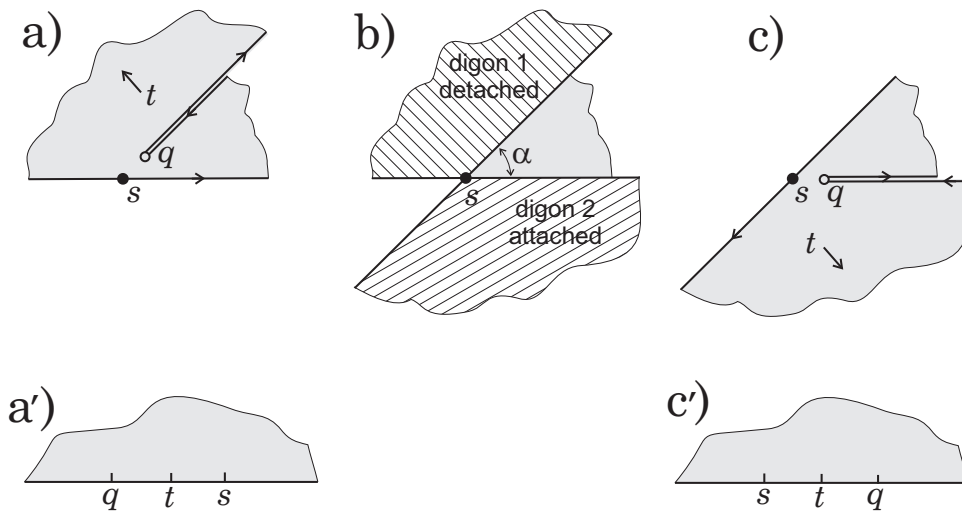 a)
t
q
s
b)
digon 1
detached
α
s
digon 2
attached
c)
s
q
t
a')
q t s
c')
s t q